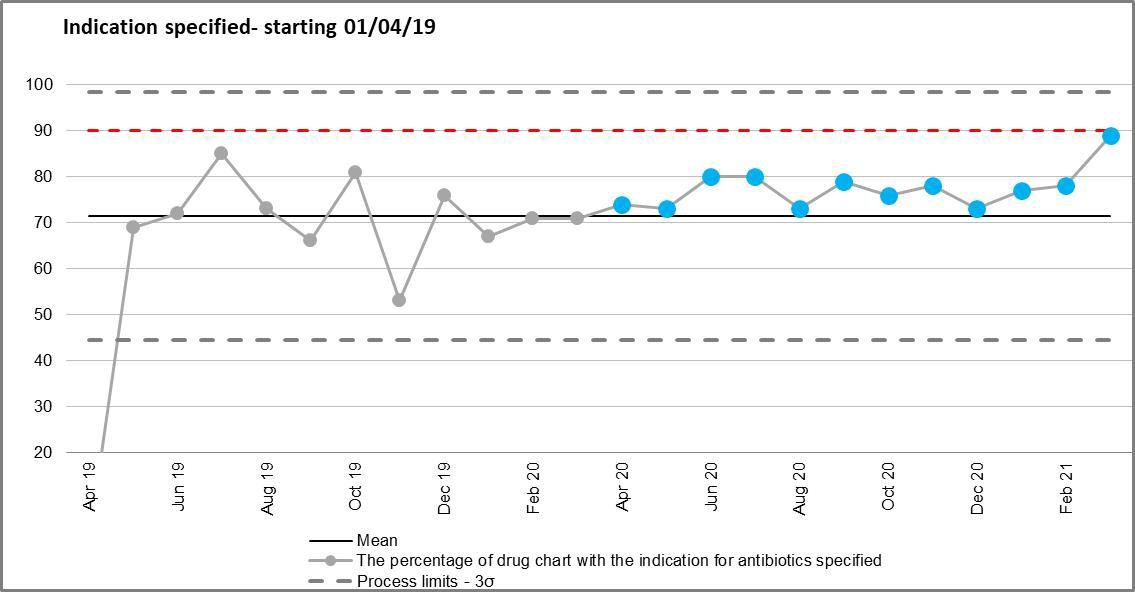 Indication specified- starting 01/04/19
100
90
80
70
60
50
40
30
20
Apr 19
Jun 19
Aug 19
Oct 19
Dec 19
Feb 20
Apr 20
Jun 20
Aug 20
Oct 20
Dec 20
Feb 21
Mean
The percentage of drug chart with the indication for antibiotics specified
Process limits - 3σ